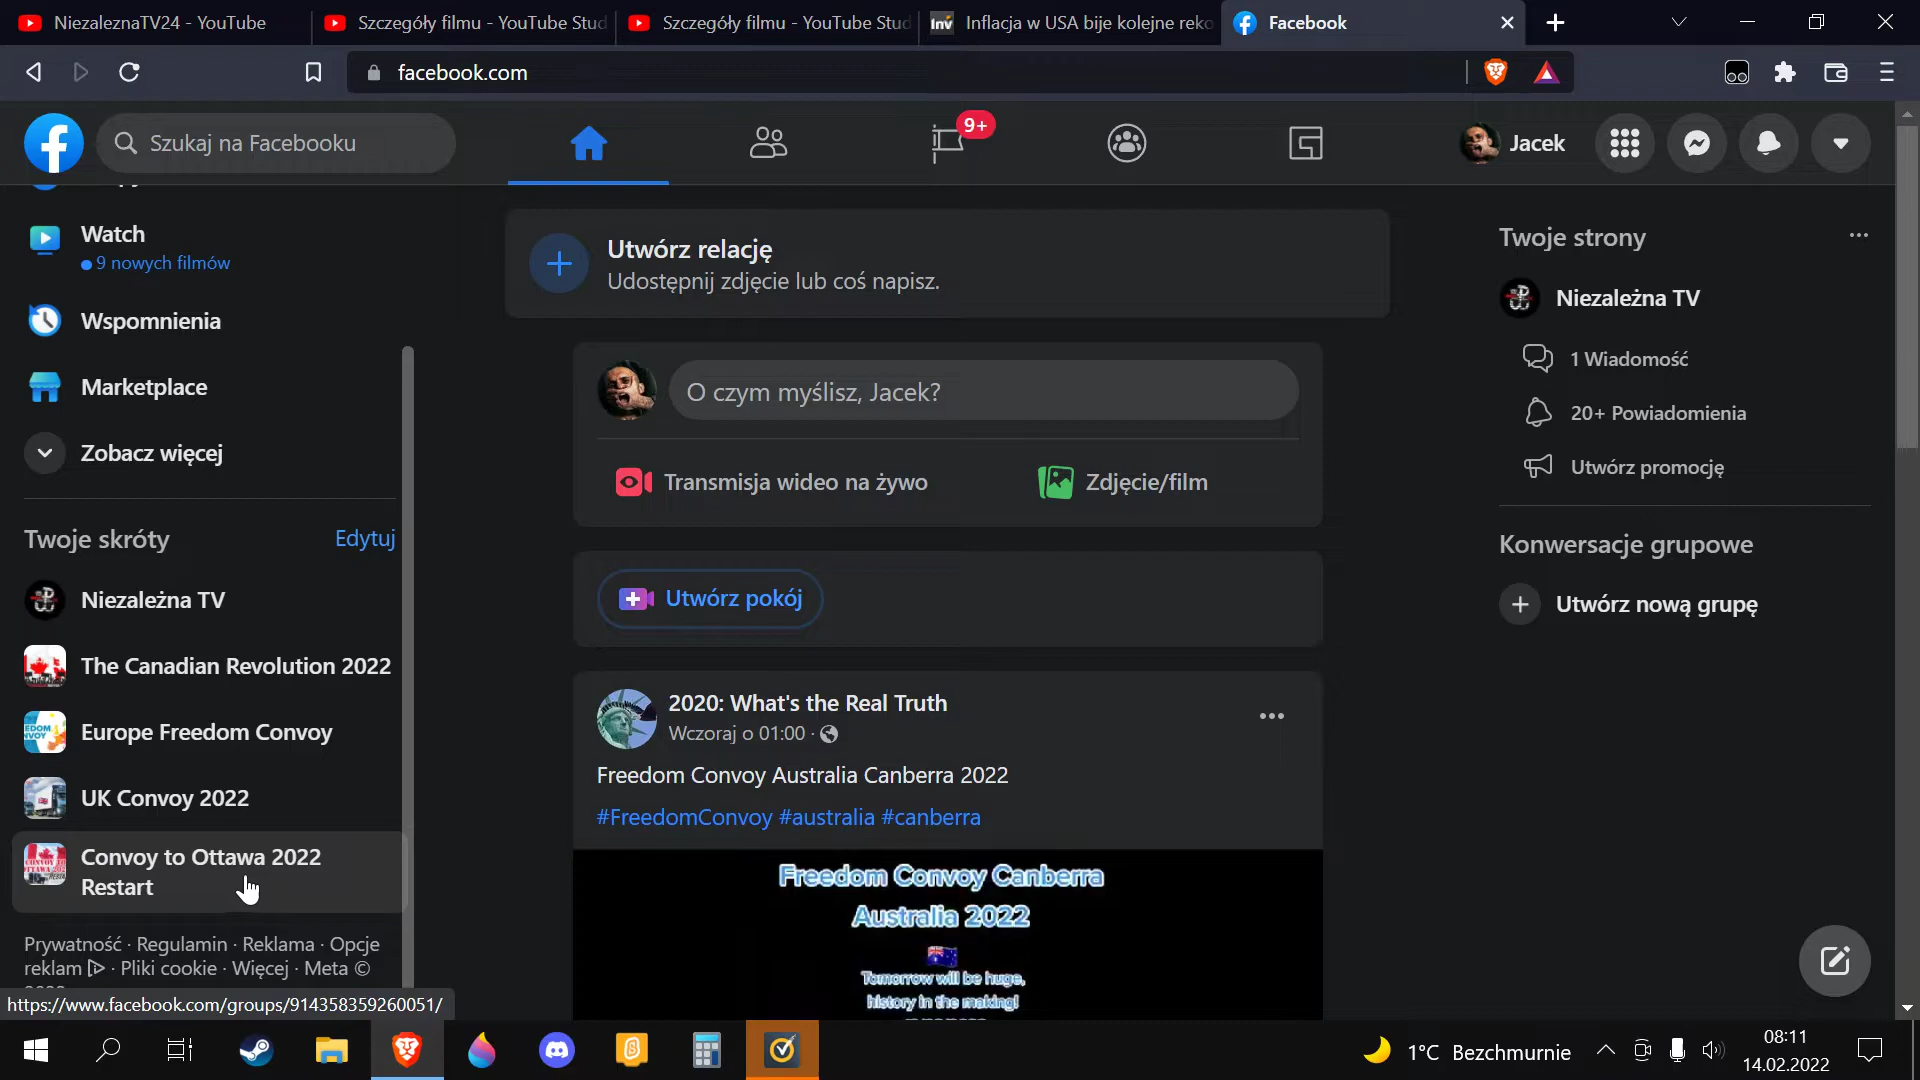 NiezaleznaTV24 - YouTube
Szczegóły filmu - YouTube Stud
Szczegóły filmu - YouTube Stud
Inv
Inflacja w USA bije kolejne reko
Facebook
facebook.com
Szukaj na Facebooku
9+
Jacek
Watch
9 nowych filmów
Wspomnienia
Marketplace
Zobacz więcej
Twoje skróty
Edytuj
Niezależna TV
The Canadian Revolution 2022
Europe Freedom Convoy
UK Convoy 2022
Convoy to Ottawa 2022
Restart
Prywatność · Regulamin · Reklama · Opcje
reklam · Pliki cookie · Więcej · Meta ©
https://www.facebook.com/groups/914358359260051/
Utwórz relację
Udostępnij zdjęcie lub coś napisz.
O czym myślisz, Jacek?
Transmisja wideo na żywo
Zdjęcie/film
Utwórz pokój
2020: What's the Real Truth
Wczoraj o 01:00 ·
Freedom Convoy Australia Canberra 2022
#FreedomConvoy #australia #canberra
Freedom Convoy Canberra
Australia 2022
Tomorrow will be huge,
history in the making!
Twoje strony
Niezależna TV
1 Wiadomość
20+ Powiadomienia
Utwórz promocję
Konwersacje grupowe
Utwórz nową grupę
1°C Bezchmurnie
08:11
14.02.2022